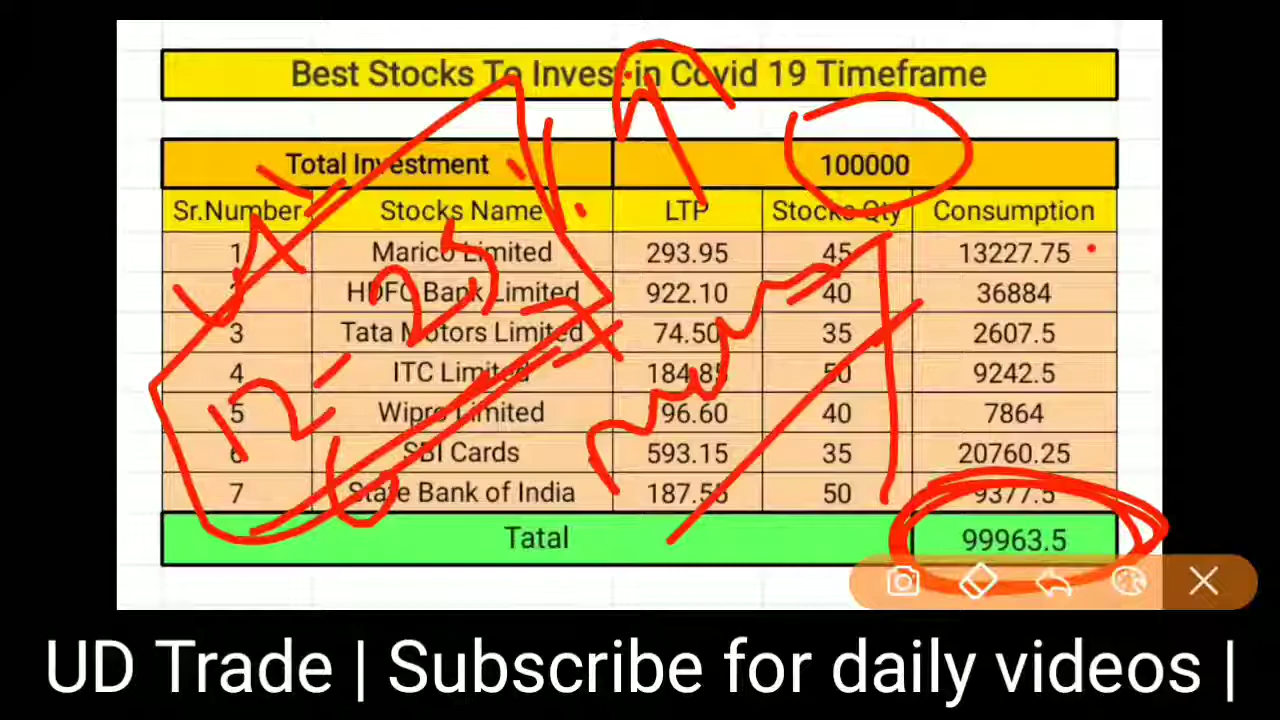 Best Stocks To Invest in Covid 19 Timeframe
Total Investment 100000
Sr.Number Stocks Name LTP Stocks Qty Consumption
1 Marico Limited 293.95 45 13227.75
2 HDFC Bank Limited 922.10 40 36884
3 Tata Motors Limited 74.50 35 2607.5
4 ITC Limited 184.85 50 9242.5
5 Wipro Limited 196.60 40 7864
6 SBI Cards 593.15 35 20760.25
7 State Bank of India 187.55 50 9377.5
Tatal 99963.5
UD Trade | Subscribe for daily videos |